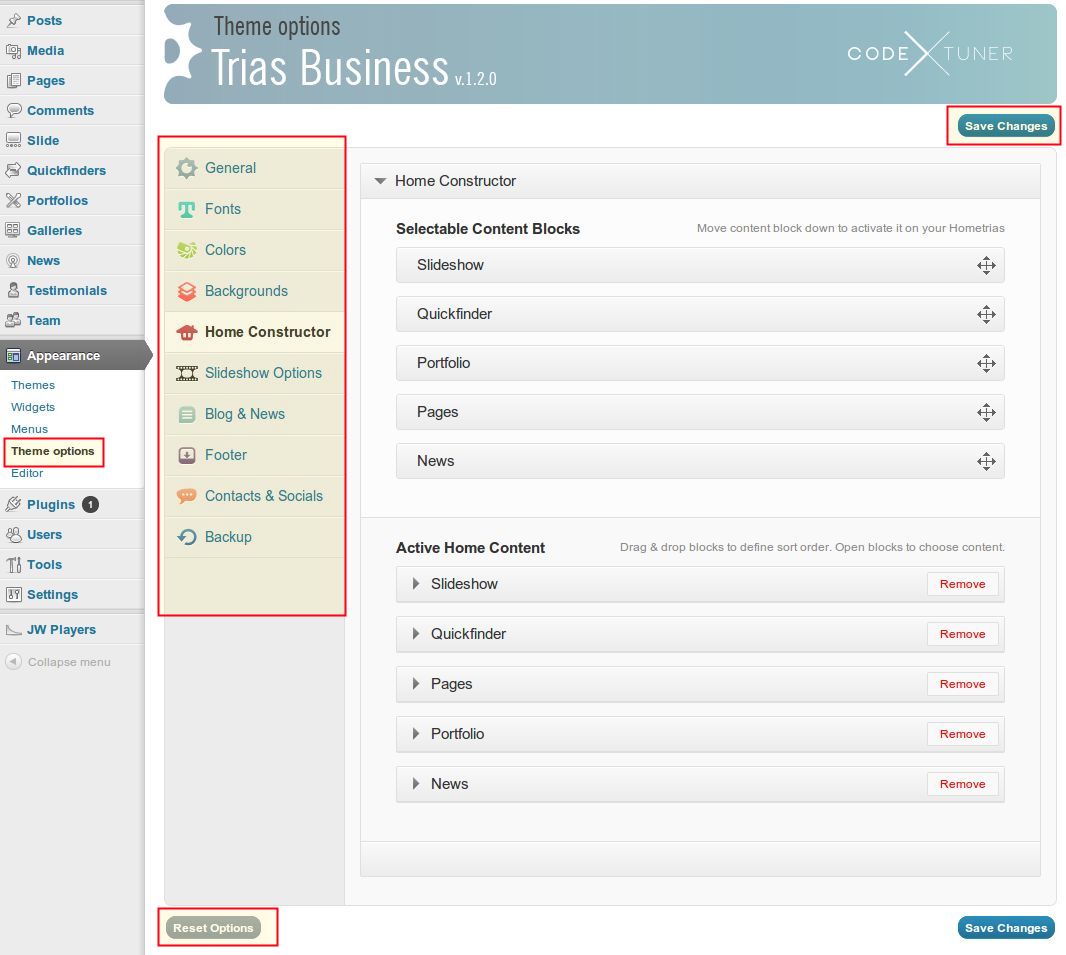 Posts
Media
Pages
Comments
Slide
Quickfinders
Portfolios
Galleries
News
Testimonials
Team
Appearance
Themes
Widgets
Menus
Theme options
Editor
Plugins 1
Users
Tools
Settings
JW Players
Collapse menu
Theme options
Trias Business v.1.2.0
CODE X TUNER
Save Changes
General
Fonts
Colors
Backgrounds
Home Constructor
Slideshow Options
Blog & News
Footer
Contacts & Socials
Backup
Home Constructor
Selectable Content Blocks Move content block down to activate it on your Hometrias
Slideshow
Quickfinder
Portfolio
Pages
News
Active Home Content Drag & drop blocks to define sort order. Open blocks to choose content.
Slideshow Remove
Quickfinder Remove
Pages Remove
Portfolio Remove
News Remove
Reset Options Save Changes